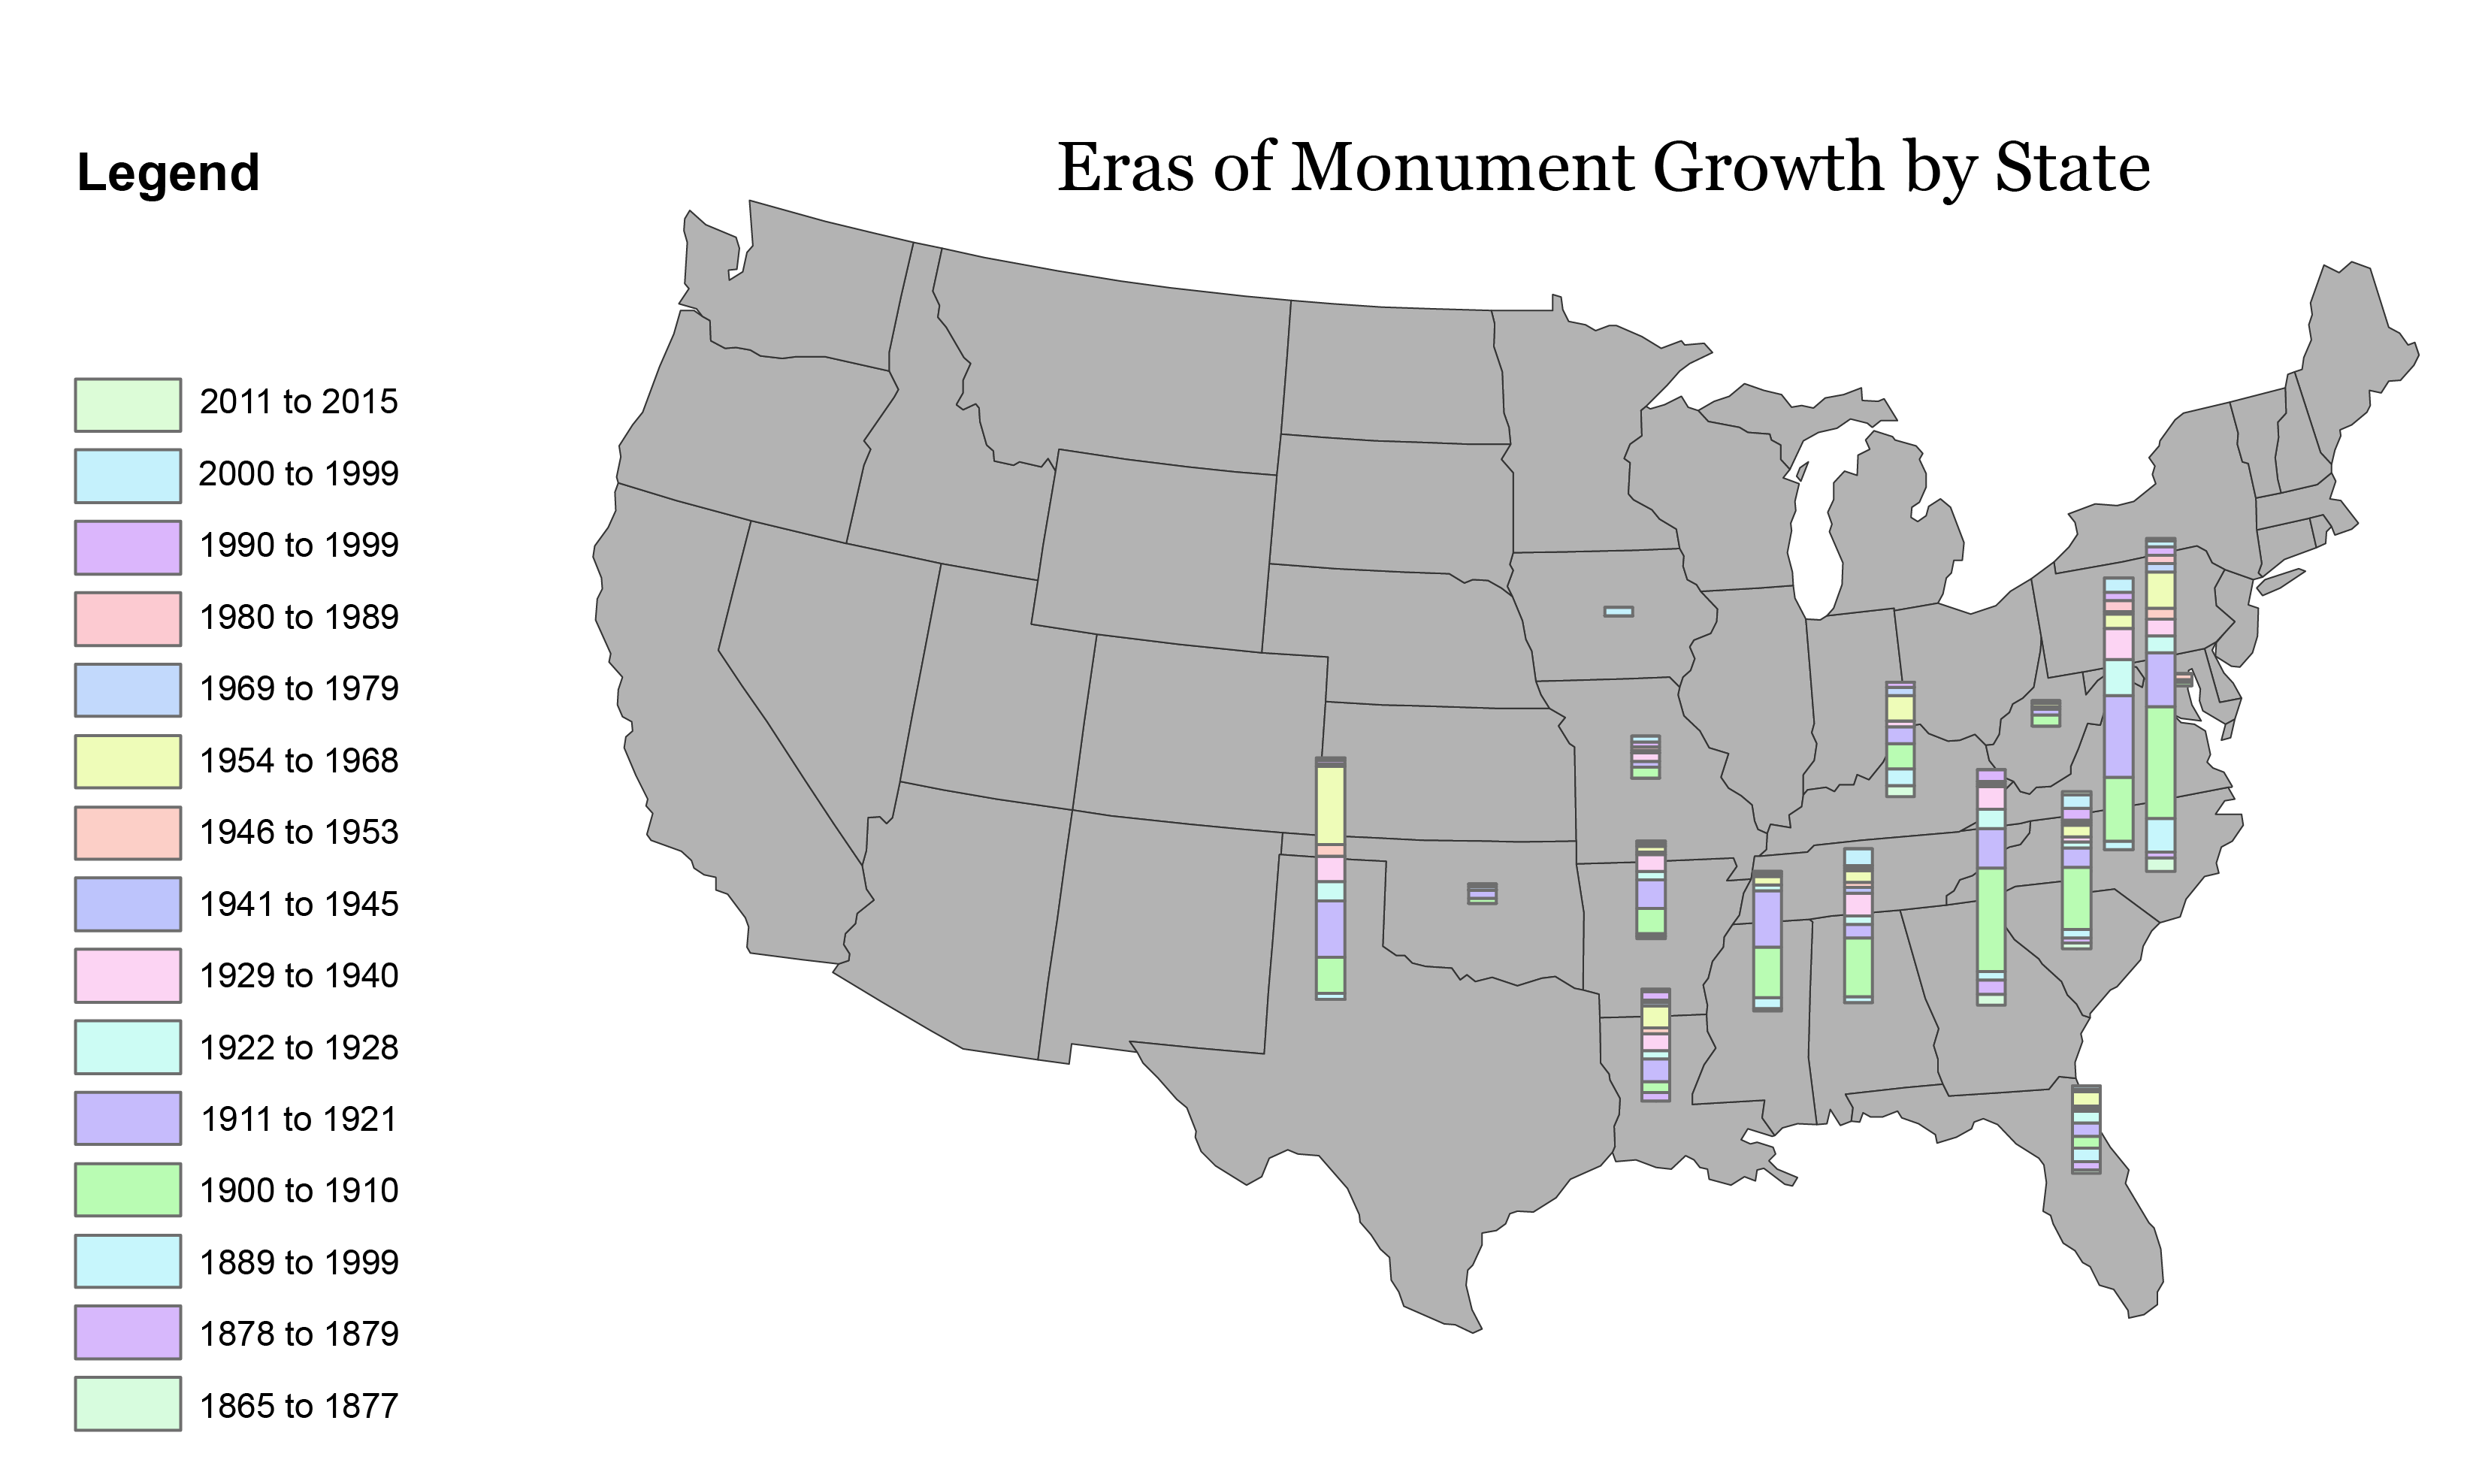 Eras of Monument Growth by State
Legend
2011 to 2015
2000 to 1999
1990 to 1999
1980 to 1989
1969 to 1979
1954 to 1968
1946 to 1953
1941 to 1945
1929 to 1940
1922 to 1928
1911 to 1921
1900 to 1910
1889 to 1999
1878 to 1879
1865 to 1877